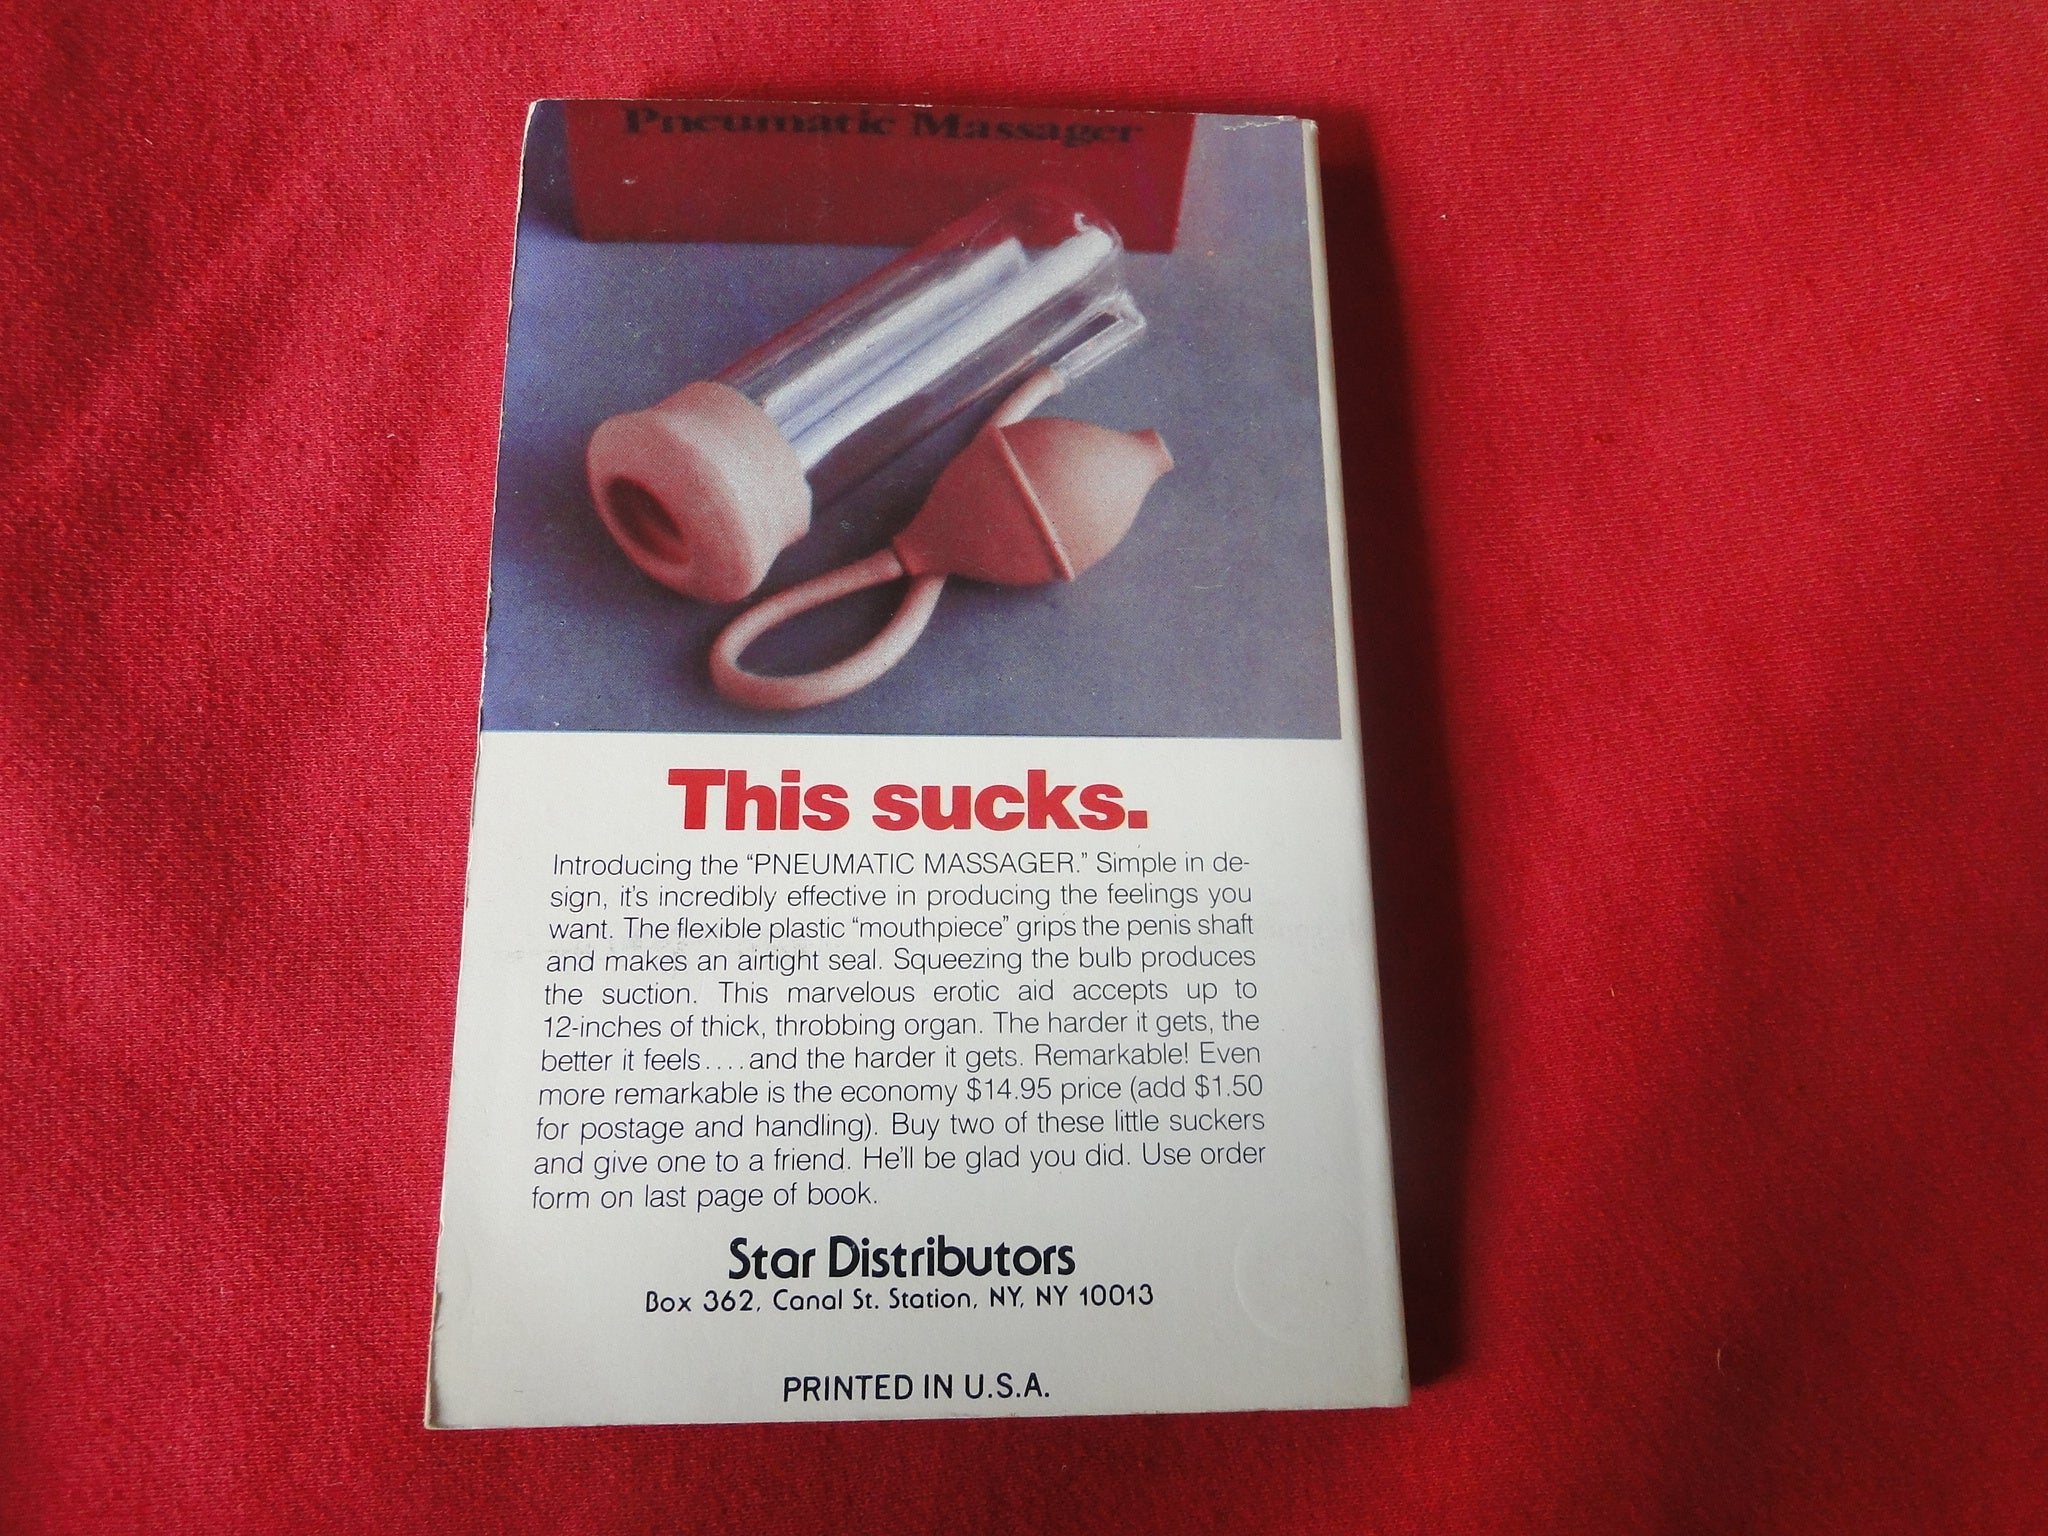 Pneumatic Massager
This sucks.
Introducing the “PNEUMATIC MASSAGER.” Simple in de-
sign, it's incredibly effective in producing the feelings you
want. The flexible plastic “mouthpiece” grips the penis shaft
and makes an airtight seal. Squeezing the bulb produces
the suction. This marvelous erotic aid accepts up to
12-inches of thick, throbbing organ. The harder it gets, the
better it feels....and the harder it gets. Remarkable! Even
more remarkable is the economy $14.95 price (add $1.50
for postage and handling). Buy two of these little suckers
and give one to a friend. He'll be glad you did. Use order
form on last page of book.
Star Distributors
Box 362, Canal St. Station, NY, NY 10013
PRINTED IN U.S.A.